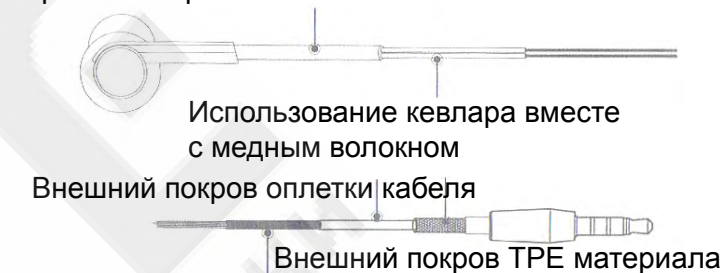 Использование кевлара вместе
с медным волокном
Внешний покров оплетки кабеля
Внешний покров TPE материала